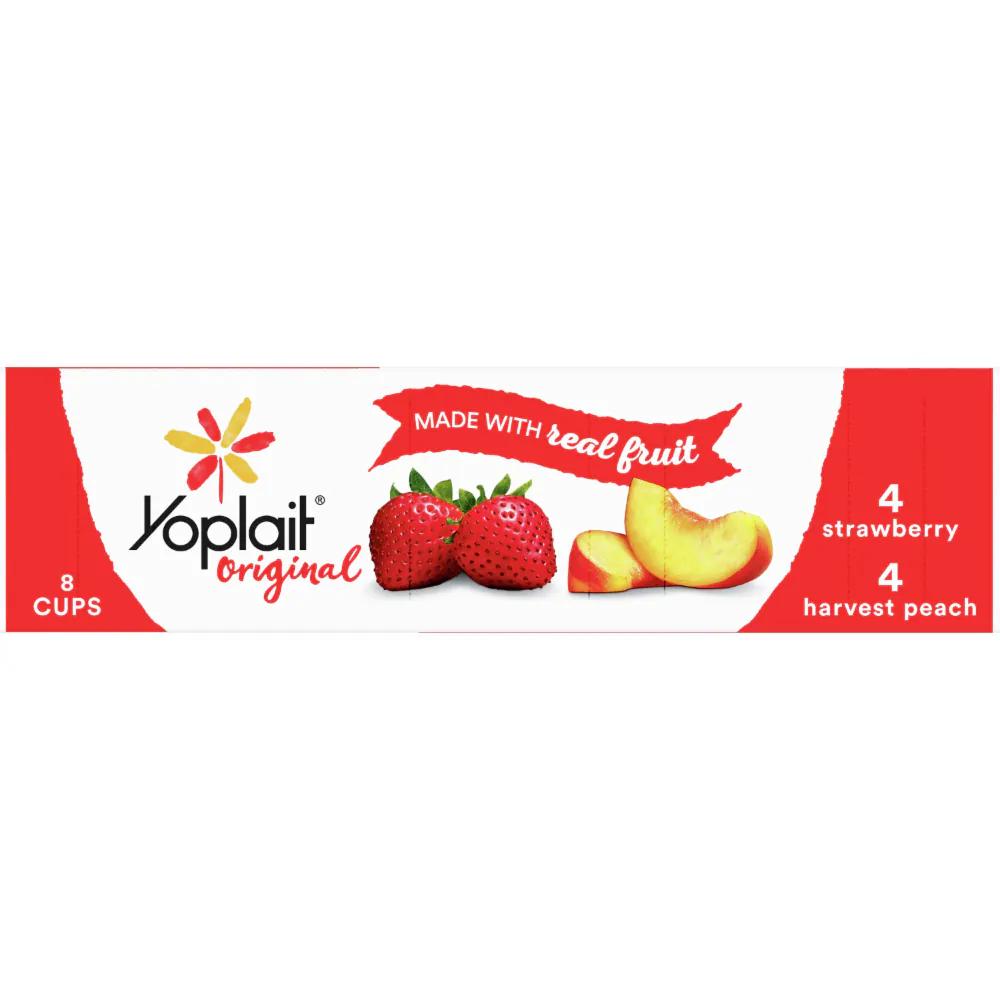 MADE WITH real fruit
Yoplait®
Original
8
CUPS
4
strawberry
4
harvest peach